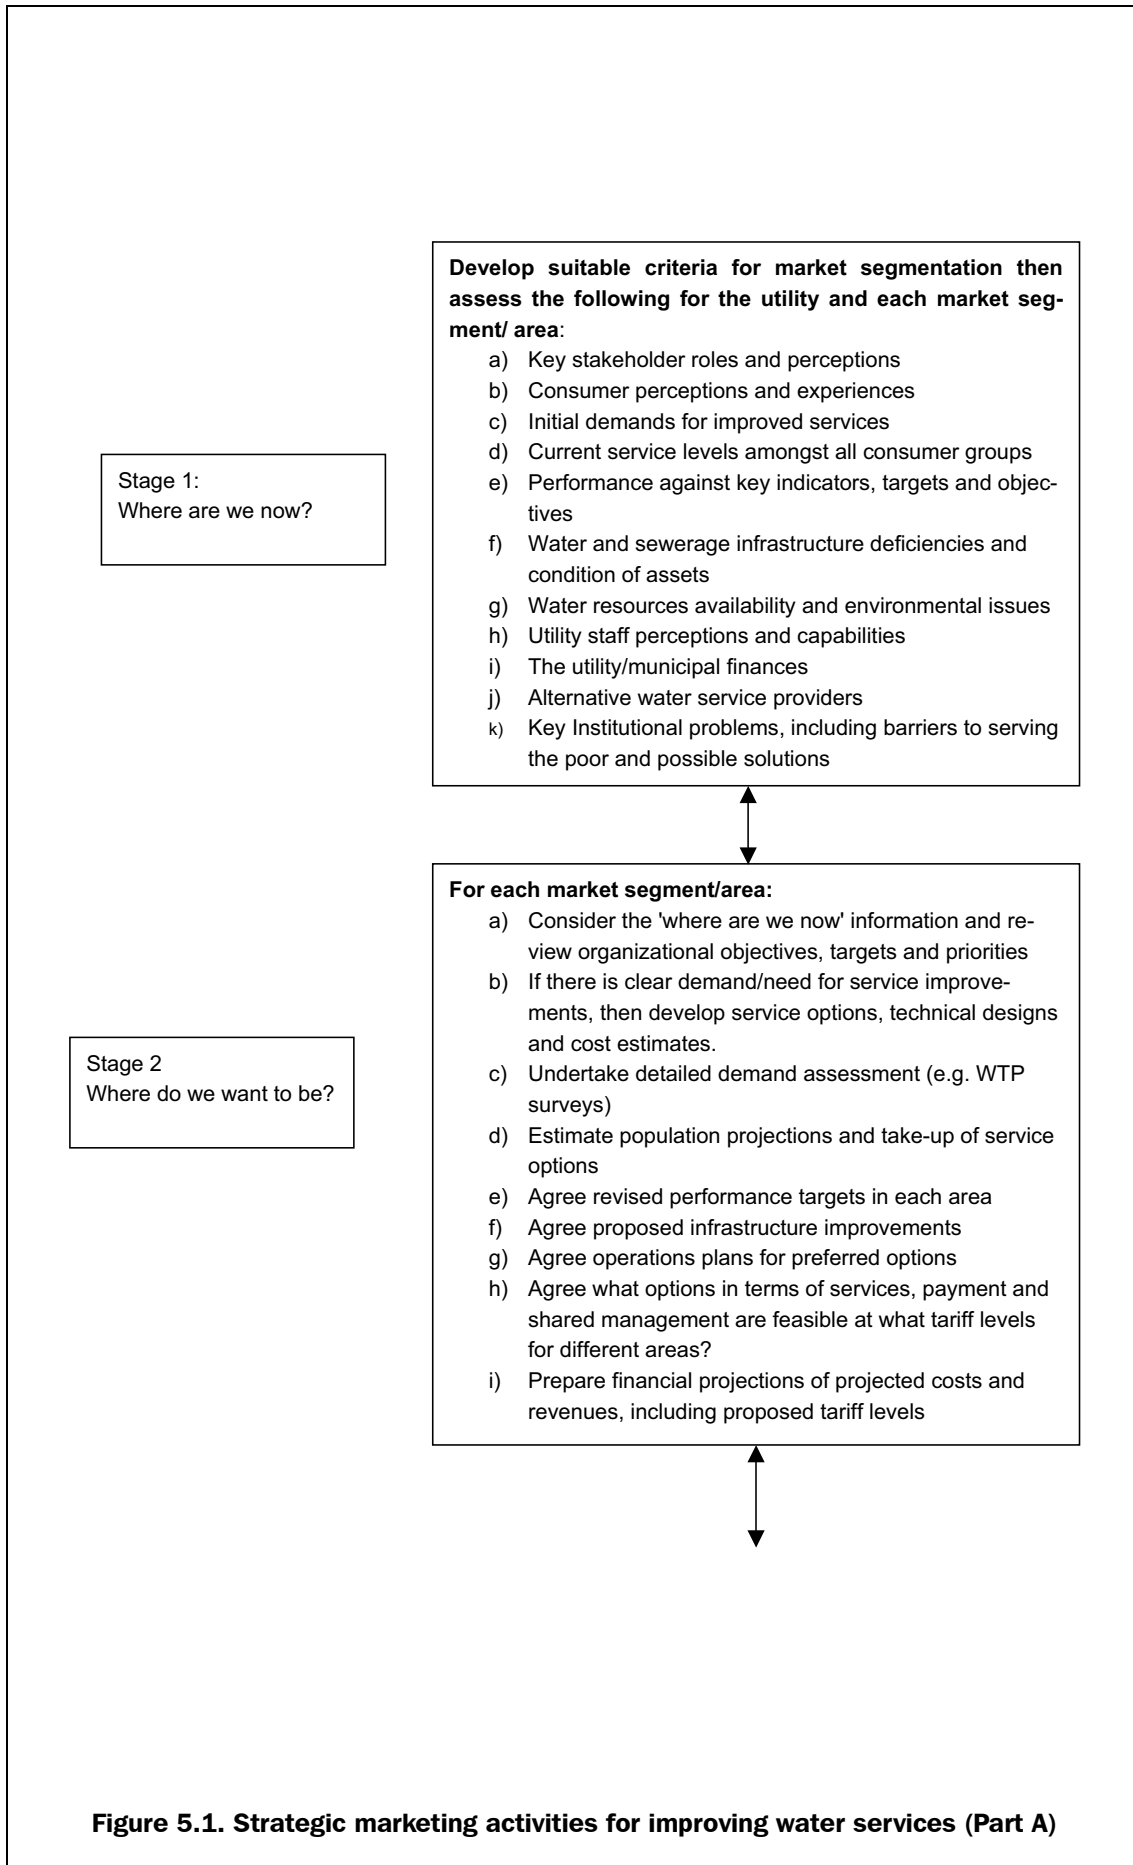 Develop suitable criteria for market segmentation then
assess the following for the utility and each market seg-
ment/ area:
a) Key stakeholder roles and perceptions
b) Consumer perceptions and experiences
c) Initial demands for improved services
d) Current service levels amongst all consumer groups
e) Performance against key indicators, targets and objec-
tives
f) Water and sewerage infrastructure deficiencies and
condition of assets
g) Water resources availability and environmental issues
h) Utility staff perceptions and capabilities
i) The utility/municipal finances
j) Alternative water service providers
k) Key Institutional problems, including barriers to serving
the poor and possible solutions
Stage 1:
Where are we now?
For each market segment/area:
a) Consider the 'where are we now' information and re-
view organizational objectives, targets and priorities
b) If there is clear demand/need for service improve-
ments, then develop service options, technical designs
and cost estimates.
c) Undertake detailed demand assessment (e.g. WTP
surveys)
d) Estimate population projections and take-up of service
options
e) Agree revised performance targets in each area
f) Agree proposed infrastructure improvements
g) Agree operations plans for preferred options
h) Agree what options in terms of services, payment and
shared management are feasible at what tariff levels
for different areas?
i) Prepare financial projections of projected costs and
revenues, including proposed tariff levels
Stage 2
Where do we want to be?
Figure 5.1. Strategic marketing activities for improving water services (Part A)